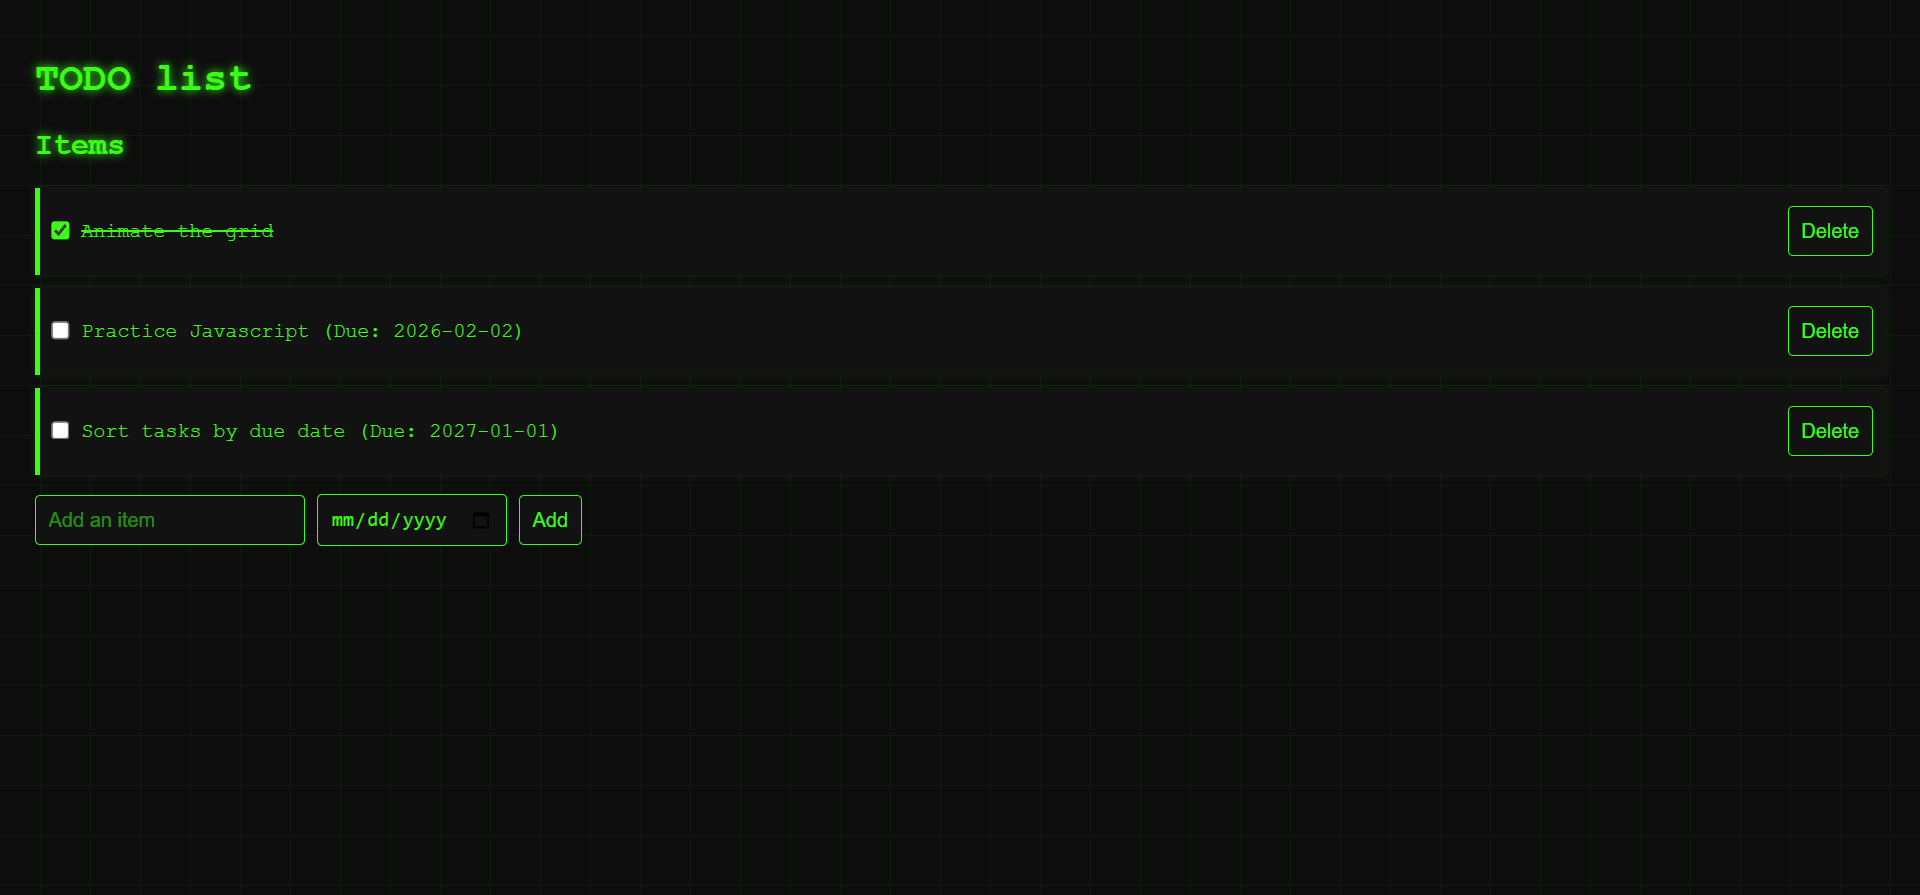 TODO list
Items
Animate the grid Delete
Practice Javascript (Due: 2026-02-02) Delete
Sort tasks by due date (Due: 2027-01-01) Delete
Add an item mm/dd/yyyy Add